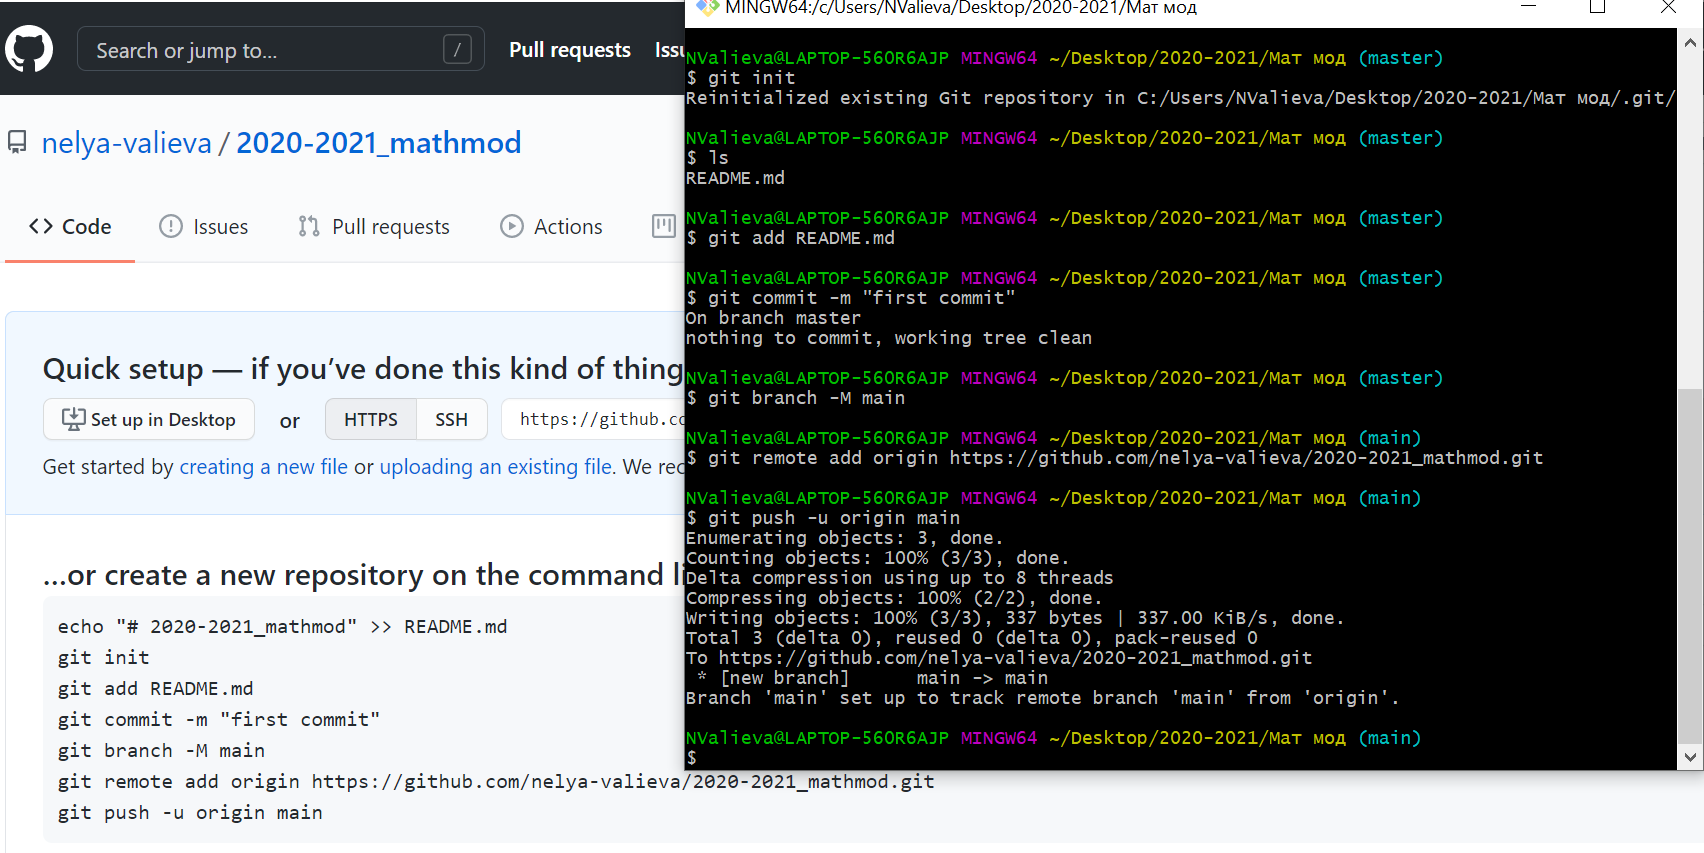 Search or jump to...
/
Pull requests
nelya-valieva / 2020-2021_mathmod
Code
Issues
Pull requests
Actions
Quick setup — if you've done this kind of thing
Set up in Desktop
or
HTTPS
SSH
https://github.co
Get started by creating a new file or uploading an existing file. We rec
...or create a new repository on the command li
echo "# 2020-2021_mathmod" >> README.md
git init
git add README.md
git commit -m "first commit"
git branch -M main
git remote add origin https://github.com/nelya-valieva/2020-2021_mathmod.git
git push -u origin main
MINGW64:/c/Users/NValieva/Desktop/2020-2021/Мат мод
NValieva@LAPTOP-560R6AJP MINGW64 ~/Desktop/2020-2021/Мат мод (master)
$ git init
Reinitialized existing Git repository in C:/Users/NValieva/Desktop/2020-2021/Мат мод/.git/
NValieva@LAPTOP-560R6AJP MINGW64 ~/Desktop/2020-2021/Мат мод (master)
$ ls
README.md
NValieva@LAPTOP-560R6AJP MINGW64 ~/Desktop/2020-2021/Мат мод (master)
$ git add README.md
NValieva@LAPTOP-560R6AJP MINGW64 ~/Desktop/2020-2021/Мат мод (master)
$ git commit -m "first commit"
On branch master
nothing to commit, working tree clean
NValieva@LAPTOP-560R6AJP MINGW64 ~/Desktop/2020-2021/Мат мод (master)
$ git branch -M main
NValieva@LAPTOP-560R6AJP MINGW64 ~/Desktop/2020-2021/Мат мод (main)
$ git remote add origin https://github.com/nelya-valieva/2020-2021_mathmod.git
NValieva@LAPTOP-560R6AJP MINGW64 ~/Desktop/2020-2021/Мат мод (main)
$ git push -u origin main
Enumerating objects: 3, done.
Counting objects: 100% (3/3), done.
Delta compression using up to 8 threads
Compressing objects: 100% (2/2), done.
Writing objects: 100% (3/3), 337 bytes | 337.00 KiB/s, done.
Total 3 (delta 0), reused 0 (delta 0), pack-reused 0
To https://github.com/nelya-valieva/2020-2021_mathmod.git
* [new branch] main -> main
Branch 'main' set up to track remote branch 'main' from 'origin'.
NValieva@LAPTOP-560R6AJP MINGW64 ~/Desktop/2020-2021/Мат мод (main)
$